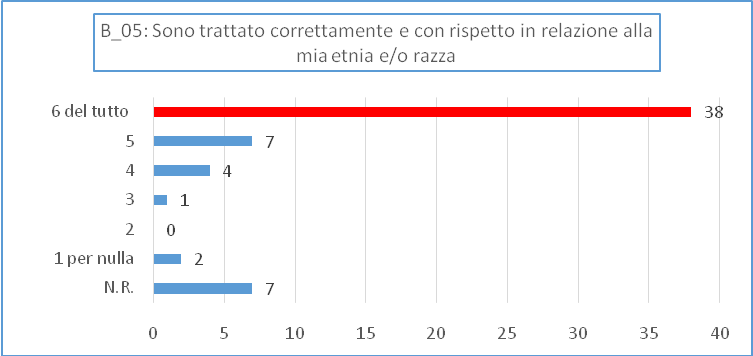 B_05: Sono trattato correttamente e con rispetto in relazione alla
mia etnia e/o razza
6 del tutto 38
5 7
4 4
3 1
2 0
1 per nulla 2
N.R. 7
0 5 10 15 20 25 30 35 40